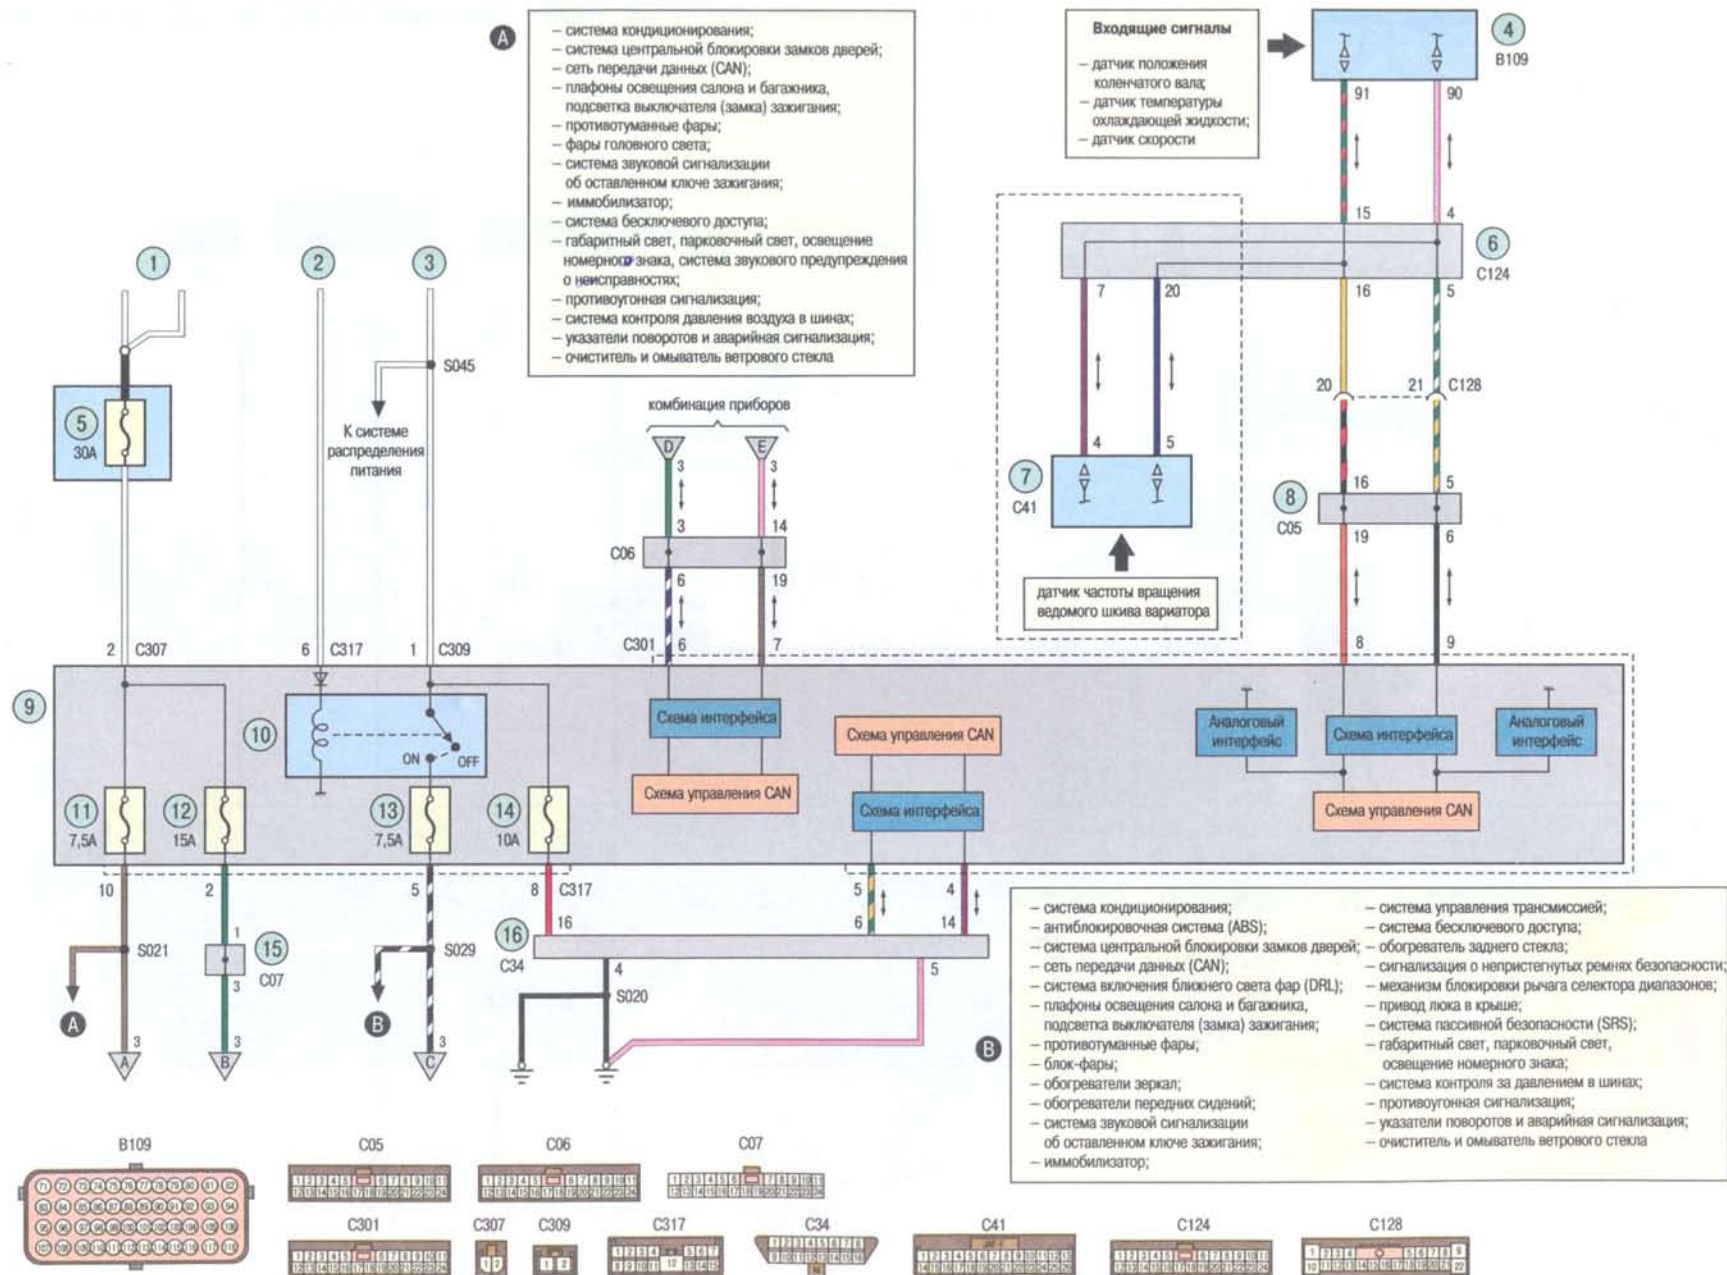 A
– система кондиционирования;
– система центральной блокировки замков дверей;
– сеть передачи данных (CAN);
– плафоны освещения салона и багажника,
подсветка выключателя (замка) зажигания;
– противотуманные фары;
– фары головного света;
– система звуковой сигнализации
об оставленном ключе зажигания;
– иммобилизатор;
– система бесключевого доступа;
– габаритный свет, парковочный свет, освещение
номерного знака, система звукового предупреждения
о неисправностях;
– противоугонная сигнализация;
– система контроля давления воздуха в шинах;
– указатели поворотов и аварийная сигнализация;
– очиститель и омыватель ветрового стекла
Входящие сигналы
– датчик положения
коленчатого вала;
– датчик температуры
охлаждающей жидкости;
– датчик скорости
4
B109
91 90
15 4
6
C124
7 20 16 5
1 2 3
S045
К системе
распределения
питания
5
30A
комбинация приборов
D E
3 3
3 14
C06
6 19
C301 6 7
20 21 C128
4 5
7
C41
датчик частоты вращения
ведомого шкива вариатора
16 5
8
C05
19 6
8 9
2 C307 6 C317 1 C309
9
10
ON OFF
Схема интерфейса
Схема управления CAN
Схема управления CAN
Схема интерфейса
Аналоговый
интерфейс
Схема интерфейса
Аналоговый
интерфейс
Схема управления CAN
11
7,5A
12
15A
13
7,5A
14
10A
10 2 5 8 C317 5 4
16 6 14
16
C34
4 5
S021
1
15
C07
3
S029
S020
A B
3 3 3
A B C
B
– система кондиционирования;
– антиблокировочная система (ABS);
– система центральной блокировки замков дверей;
– сеть передачи данных (CAN);
– система включения ближнего света фар (DRL);
– плафоны освещения салона и багажника,
подсветка выключателя (замка) зажигания;
– противотуманные фары;
– блок-фары;
– обогреватели зеркал;
– обогреватели передних сидений;
– система звуковой сигнализации
об оставленном ключе зажигания;
– иммобилизатор;
– система управления трансмиссией;
– система бесключевого доступа;
– обогреватель заднего стекла;
– сигнализация о непристегнутых ремнях безопасности;
– механизм блокировки рычага селектора диапазонов;
– привод люка в крыше;
– система пассивной безопасности (SRS);
– габаритный свет, парковочный свет,
освещение номерного знака;
– система контроля за давлением в шинах;
– противоугонная сигнализация;
– указатели поворотов и аварийная сигнализация;
– очиститель и омыватель ветрового стекла
B109 C05 C06 C07
C301 C307 C309 C317 C34 C41 C124 C128